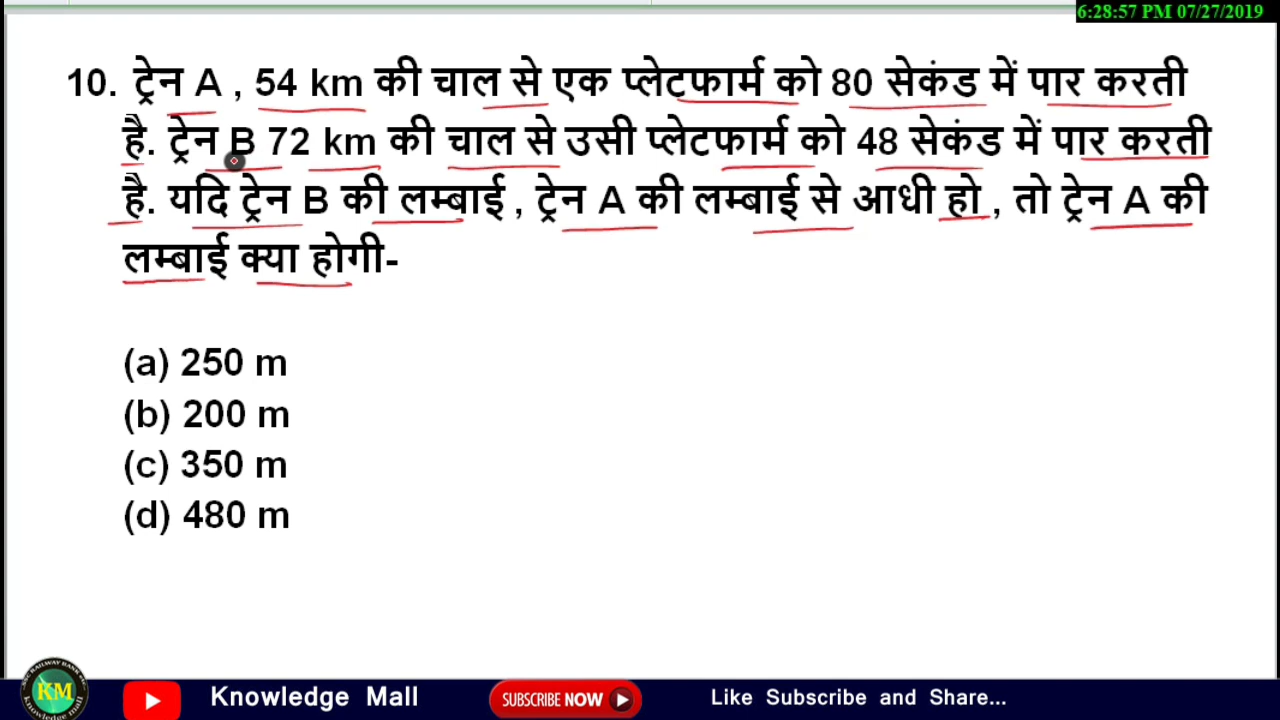 6:28:57 PM 07/27/2019
10. ट्रेन A , 54 km की चाल से एक प्लेटफार्म को 80 सेकंड में पार करती
है. ट्रेन B 72 km की चाल से उसी प्लेटफार्म को 48 सेकंड में पार करती
है. यदि ट्रेन B की लम्बाई , ट्रेन A की लम्बाई से आधी हो , तो ट्रेन A की
लम्बाई क्या होगी-
(a) 250 m
(b) 200 m
(c) 350 m
(d) 480 m
KM
Knowledge Mall
SUBSCRIBE NOW
Like Subscribe and Share...